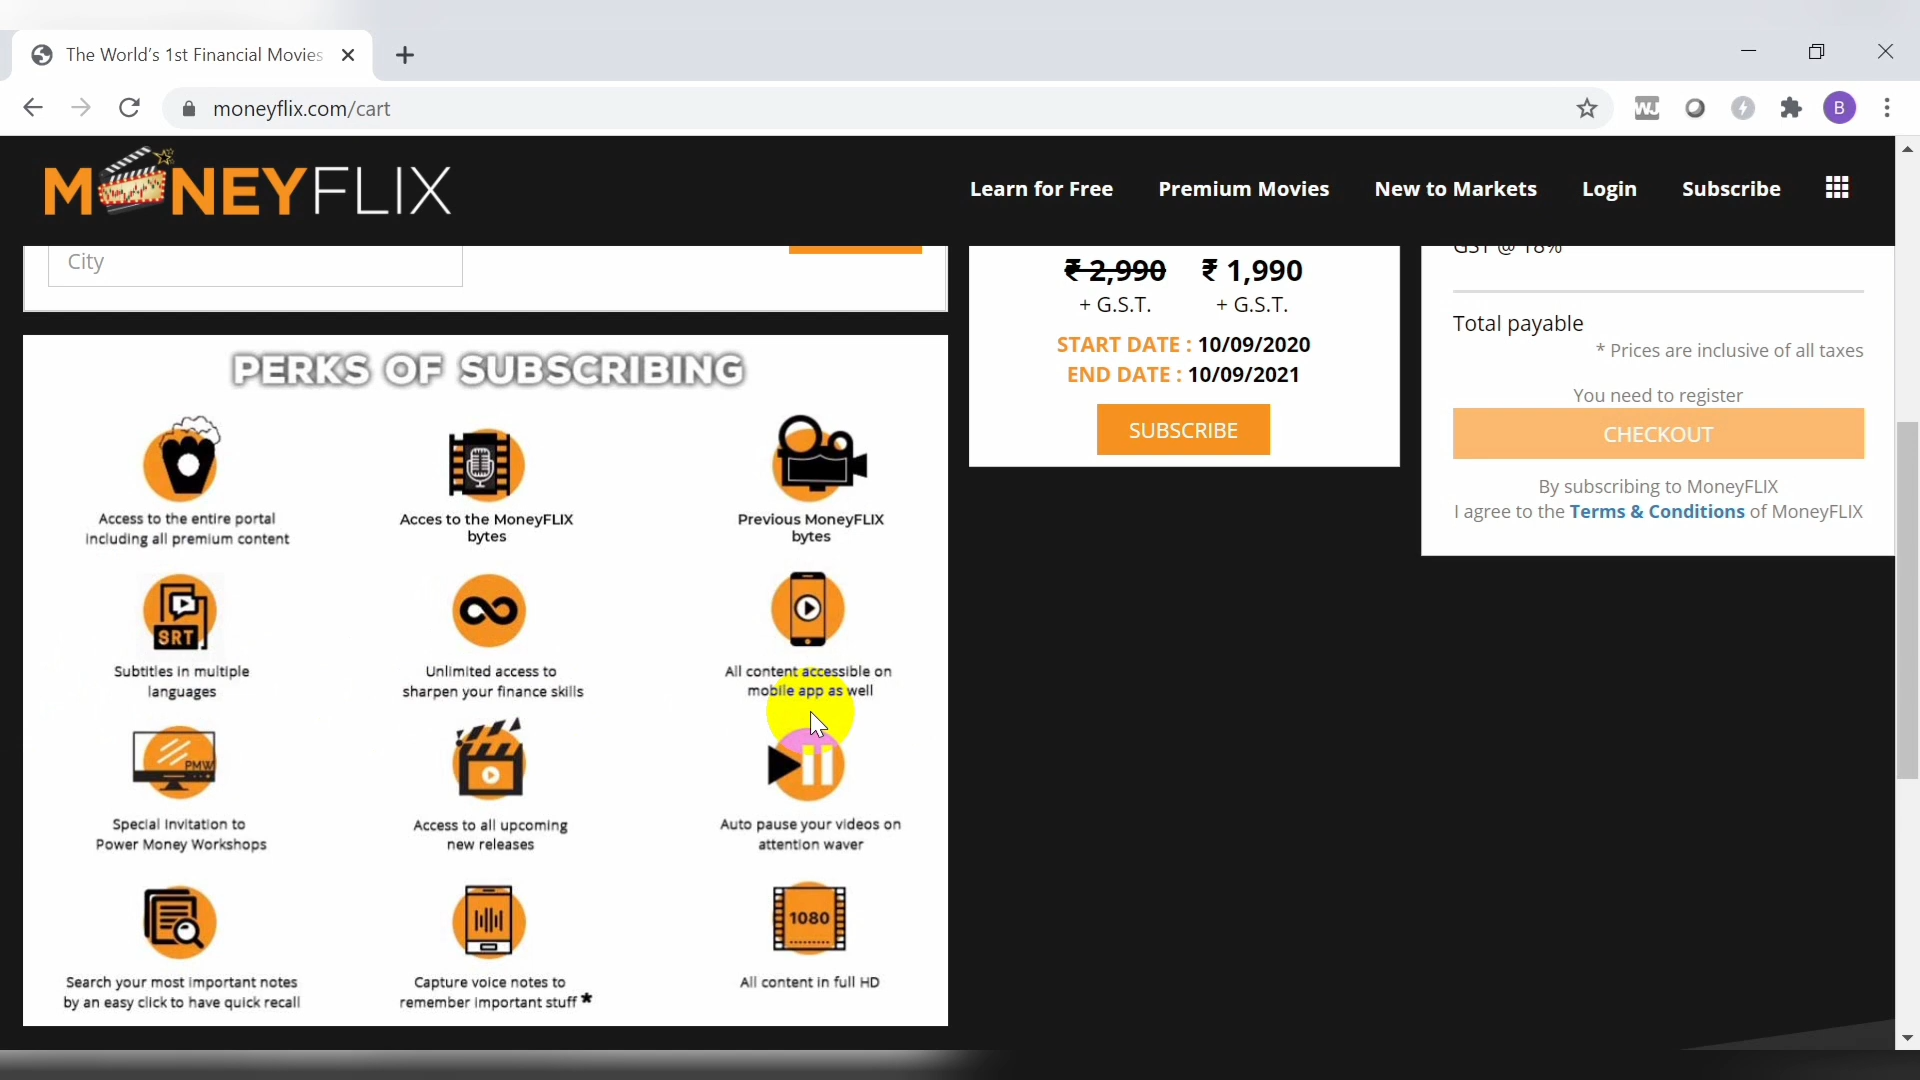 The World's 1st Financial Movies
moneyflix.com/cart
WJ
B
MONEYFLIX
Learn for Free
Premium Movies
New to Markets
Login
Subscribe
City
₹ 2,990 ₹ 1,990
+ G.S.T. + G.S.T.
START DATE : 10/09/2020
END DATE : 10/09/2021
SUBSCRIBE
GST @ 18%
Total payable
* Prices are inclusive of all taxes
You need to register
CHECKOUT
By subscribing to MoneyFLIX
I agree to the Terms & Conditions of MoneyFLIX
PERKS OF SUBSCRIBING
Access to the entire portal
including all premium content
Acces to the MoneyFLIX
bytes
Previous MoneyFLIX
bytes
SRT
Subtitles in multiple
languages
Unlimited access to
sharpen your finance skills
All content accessible on
mobile app as well
PMW
Special Invitation to
Power Money Workshops
Access to all upcoming
new releases
Auto pause your videos on
attention waver
Search your most important notes
by an easy click to have quick recall
Capture voice notes to
remember important stuff *
1080
All content in full HD